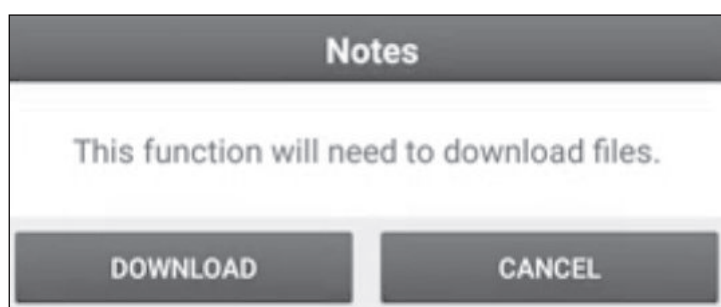 Notes
This function will need to download files.
DOWNLOAD
CANCEL